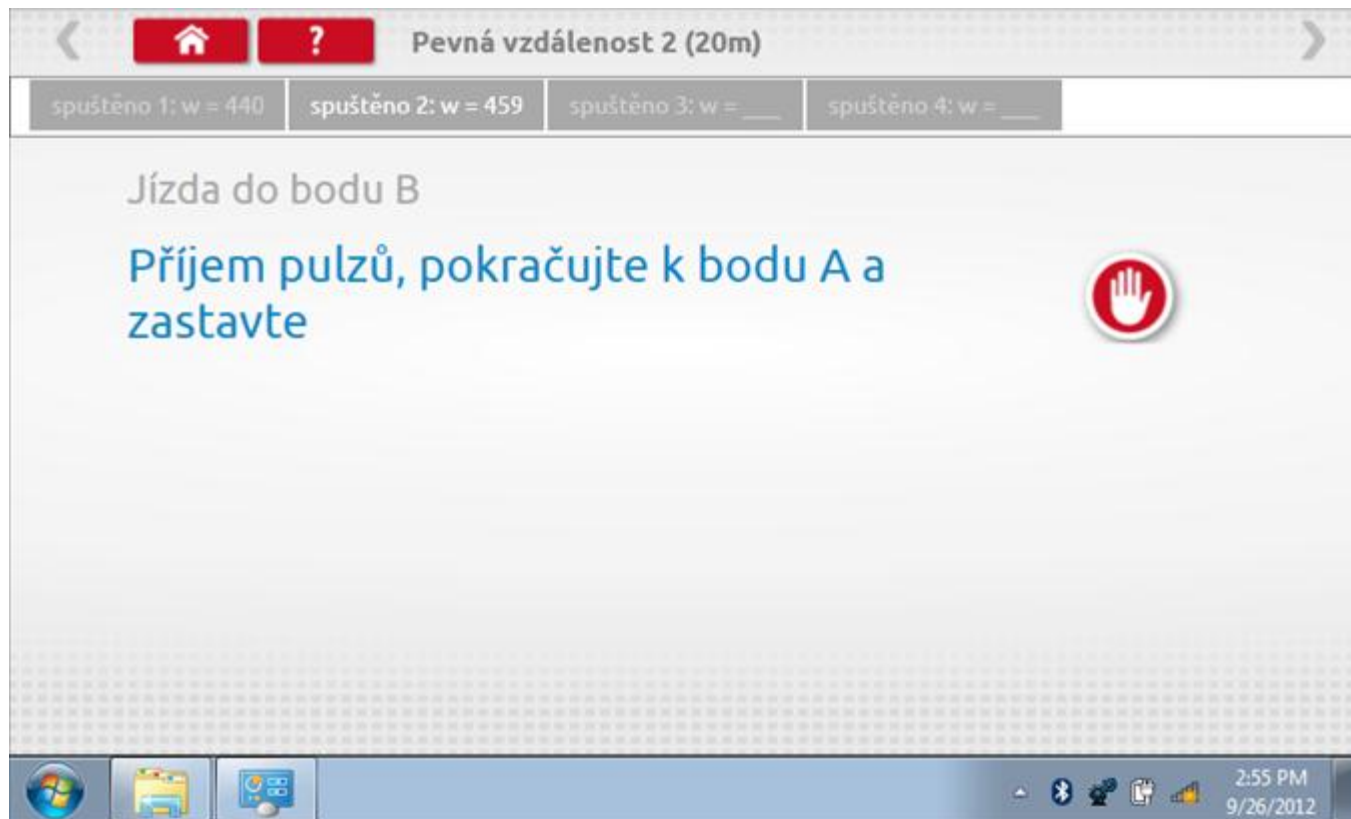 ?
Pevná vzdálenost 2 (20m)
spuštěno 1: w = 440
spuštěno 2: w = 459
spuštěno 3: w = ___
spuštěno 4: w = ___
Jízda do bodu B
Příjem pulzů, pokračujte k bodu A a
zastavte
2:55 PM
9/26/2012